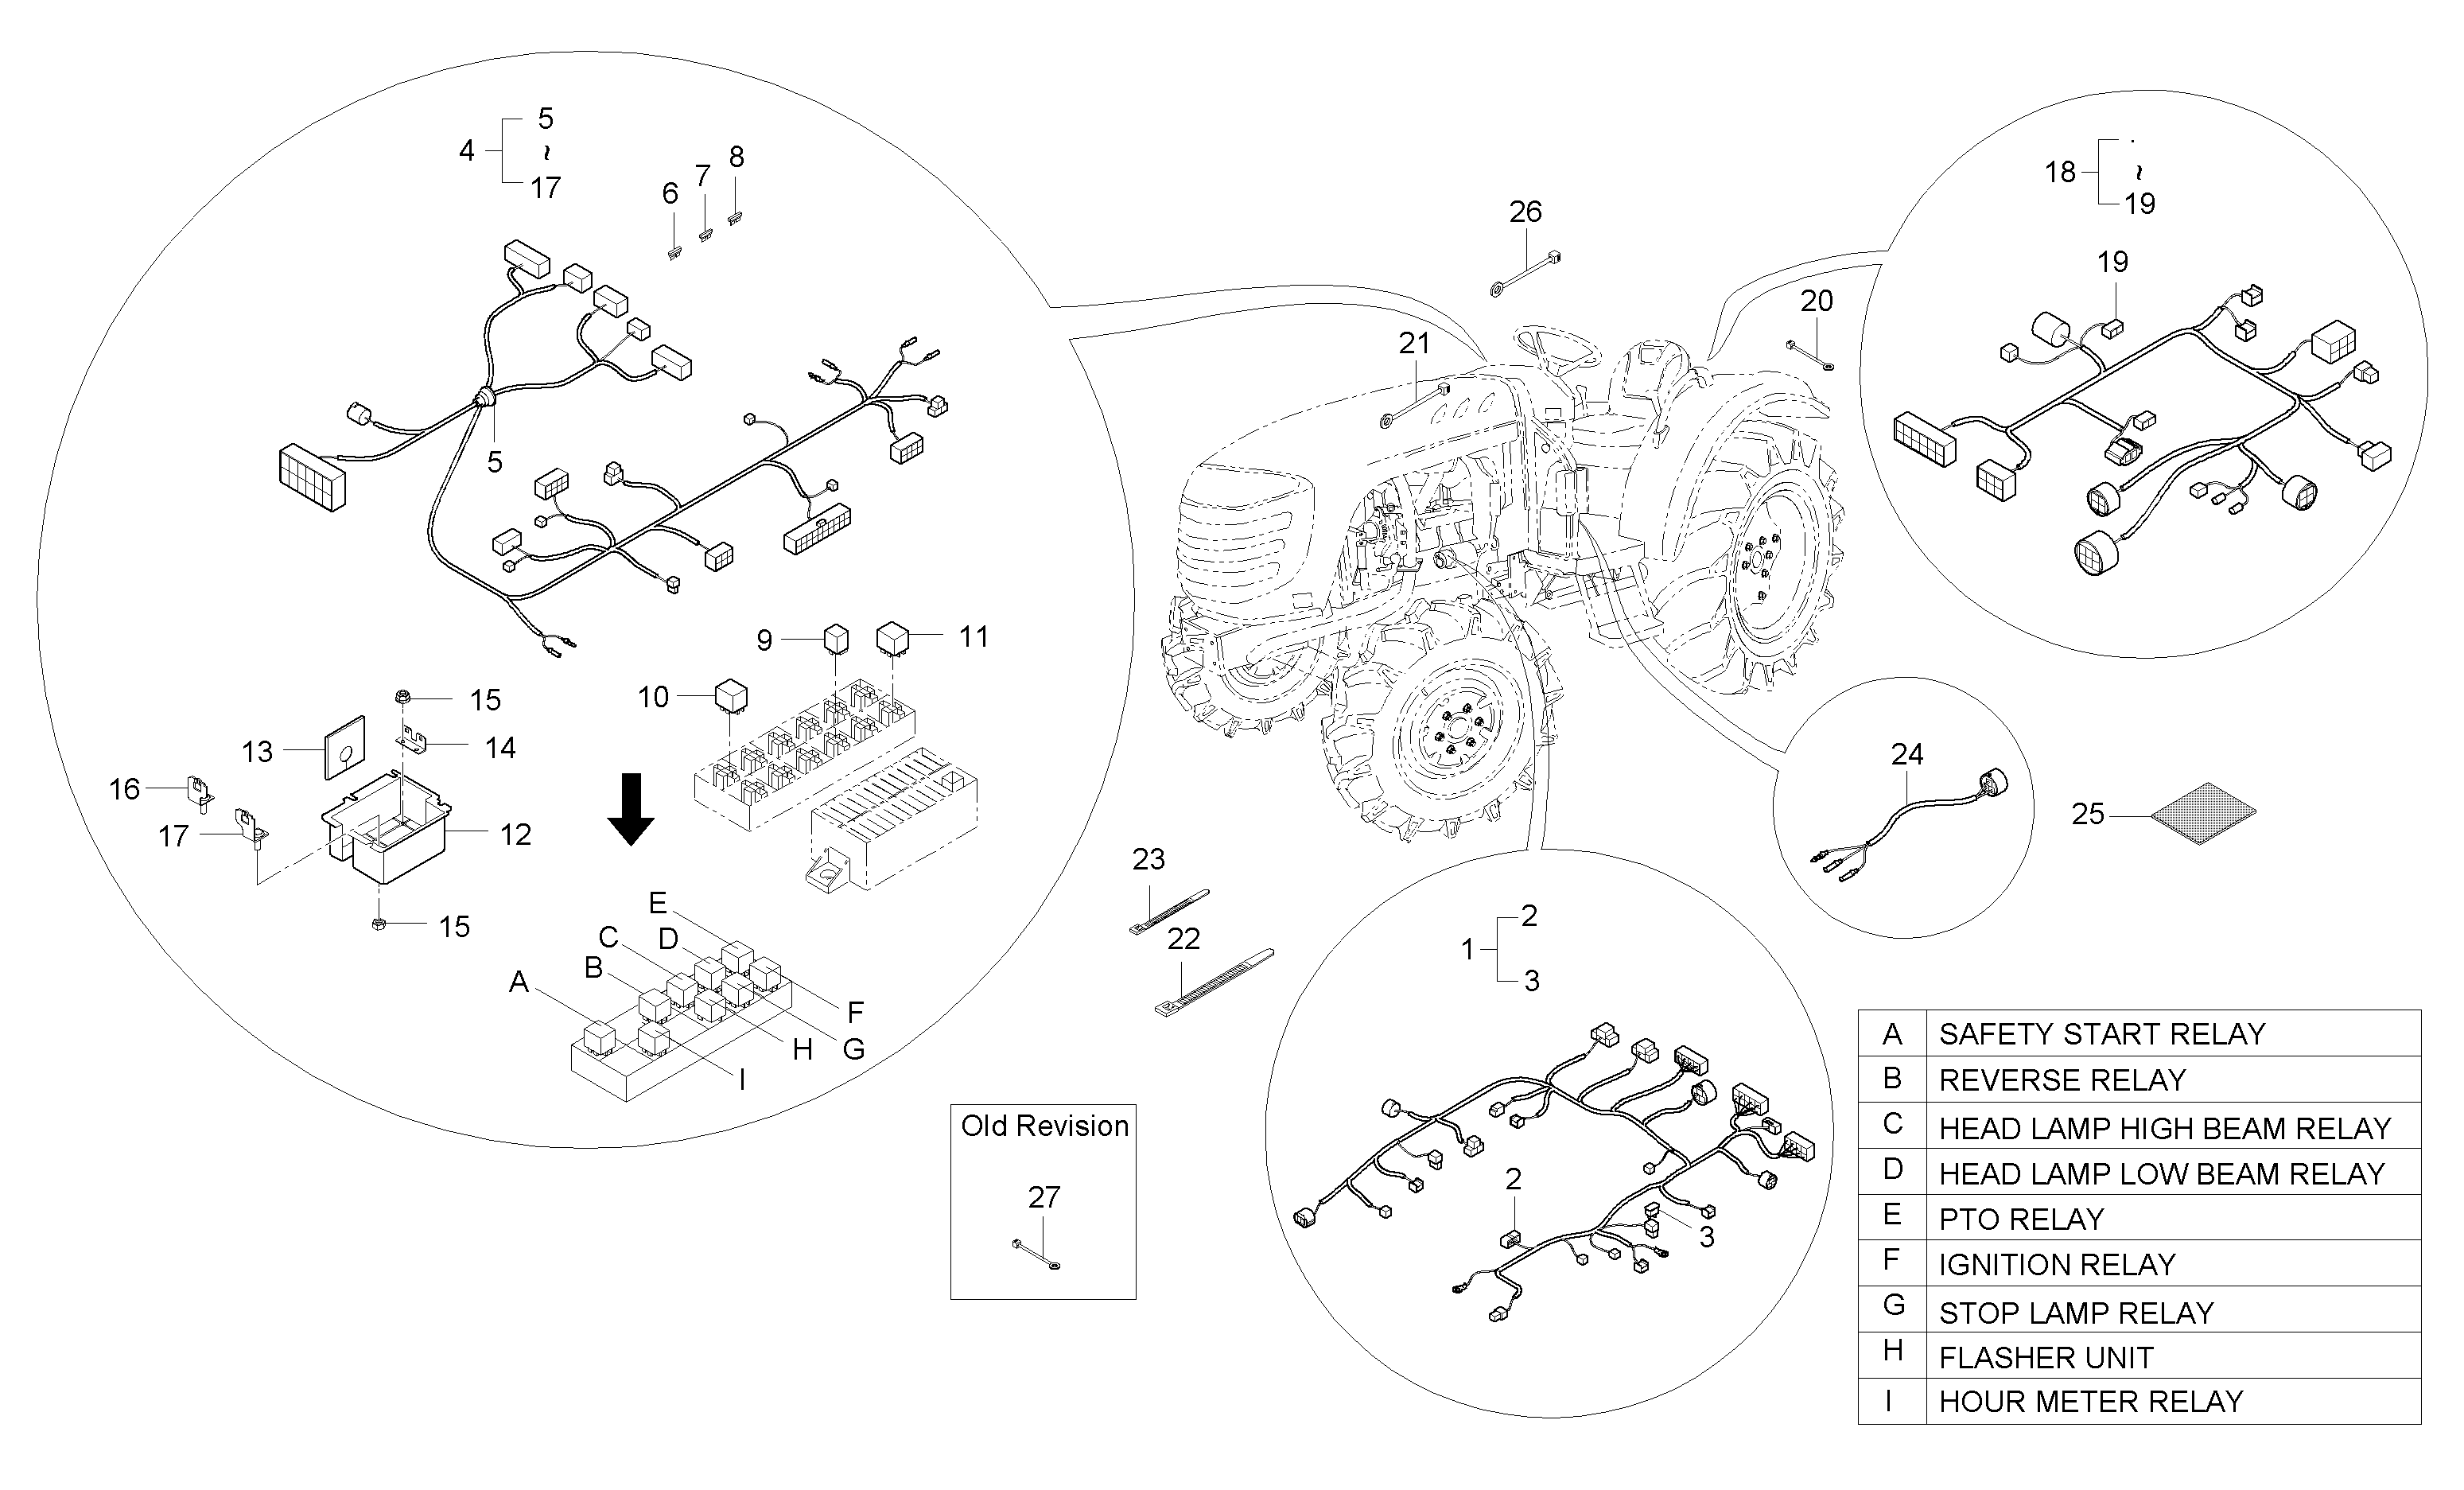 4
5
~
17
6
7
8
5
9
11
10
15
13
14
16
17
12
15
E
C
D
B
A
F
G
H
I
26
21
20
18
.
~
19
19
24
25
23
22
1
2
3
2
3
Old Revision
27
A SAFETY START RELAY
B REVERSE RELAY
C HEAD LAMP HIGH BEAM RELAY
D HEAD LAMP LOW BEAM RELAY
E PTO RELAY
F IGNITION RELAY
G STOP LAMP RELAY
H FLASHER UNIT
I HOUR METER RELAY